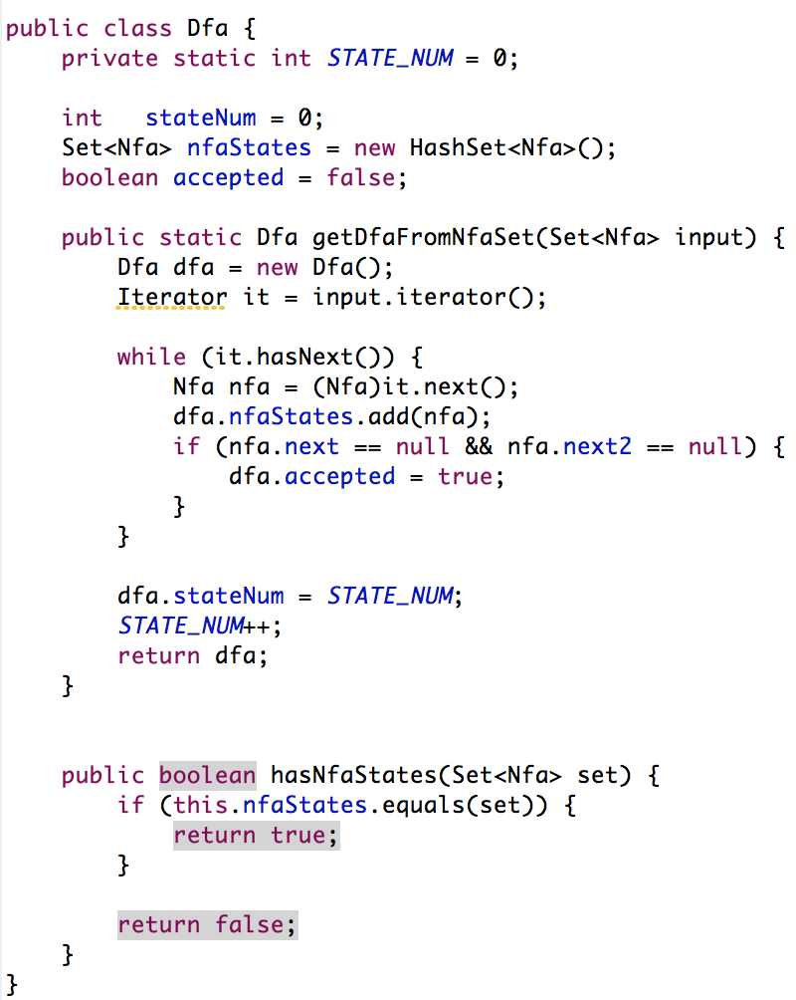 public class Dfa {
    private static int STATE_NUM = 0;

    int   stateNum = 0;
    Set<Nfa> nfaStates = new HashSet<Nfa>();
    boolean accepted = false;

    public static Dfa getDfaFromNfaSet(Set<Nfa> input) {
        Dfa dfa = new Dfa();
        Iterator it = input.iterator();

        while (it.hasNext()) {
            Nfa nfa = (Nfa)it.next();
            dfa.nfaStates.add(nfa);
            if (nfa.next == null && nfa.next2 == null) {
                dfa.accepted = true;
            }
        }

        dfa.stateNum = STATE_NUM;
        STATE_NUM++;
        return dfa;
    }


    public boolean hasNfaStates(Set<Nfa> set) {
        if (this.nfaStates.equals(set)) {
            return true;
        }

        return false;
    }
}